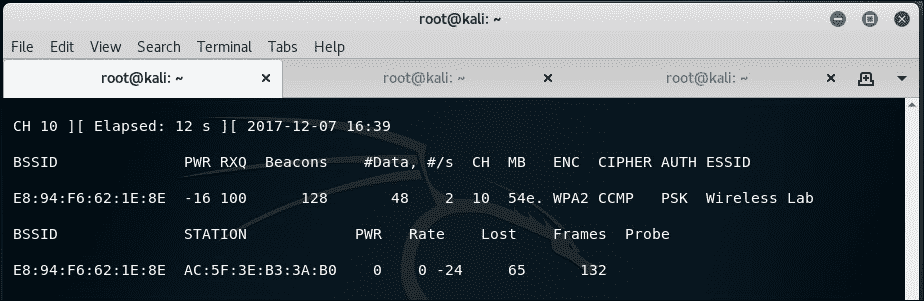 root@kali: ~
File Edit View Search Terminal Tabs Help
root@kali: ~ × root@kali: ~ × root@kali: ~ ×
CH 10 ][ Elapsed: 12 s ][ 2017-12-07 16:39
BSSID PWR RXQ Beacons #Data, #/s CH MB ENC CIPHER AUTH ESSID
E8:94:F6:62:1E:8E -16 100 128 48 2 10 54e. WPA2 CCMP PSK Wireless Lab
BSSID STATION PWR Rate Lost Frames Probe
E8:94:F6:62:1E:8E AC:5F:3E:B3:3A:B0 0 0 -24 65 132